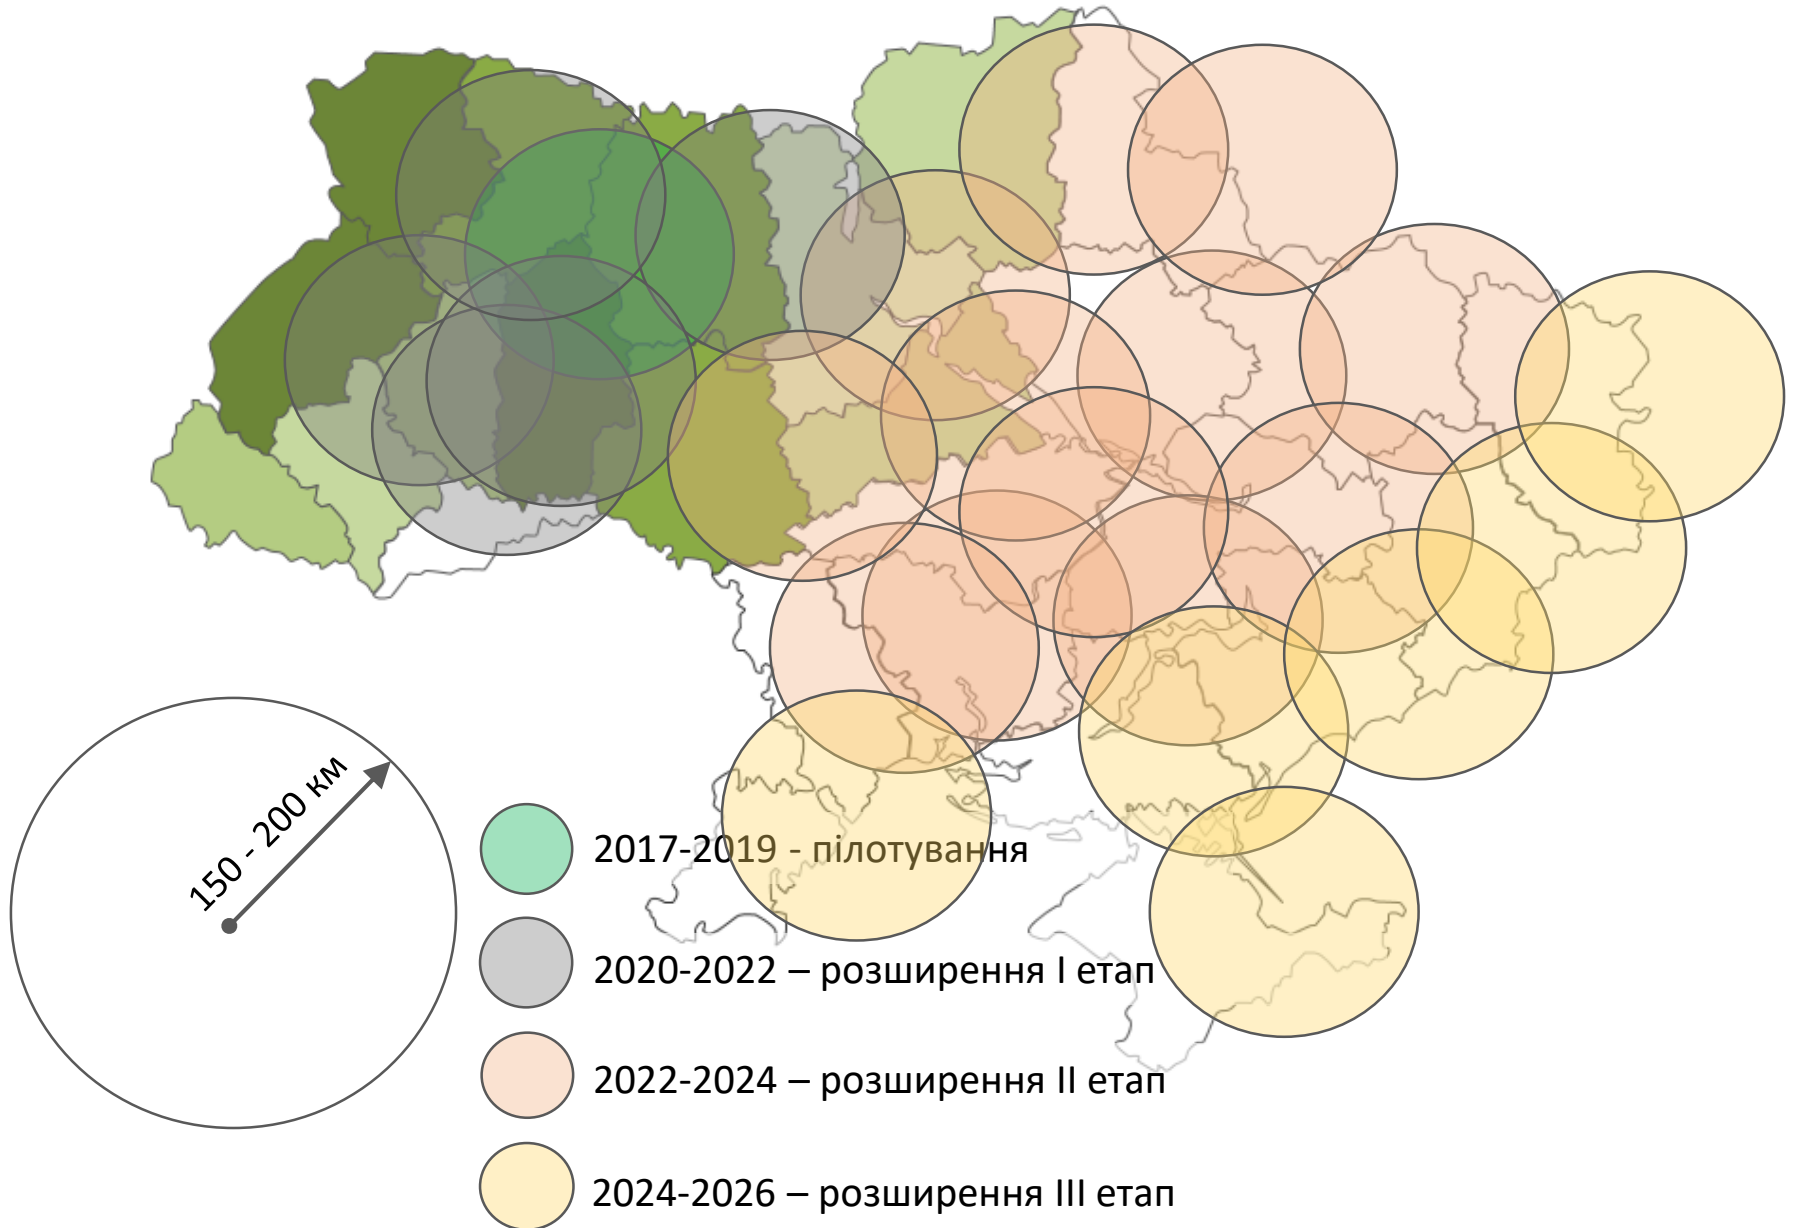 150 - 200 км
2017-2019 - пілотування
2020-2022 – розширення І етап
2022-2024 – розширення ІІ етап
2024-2026 – розширення ІІІ етап